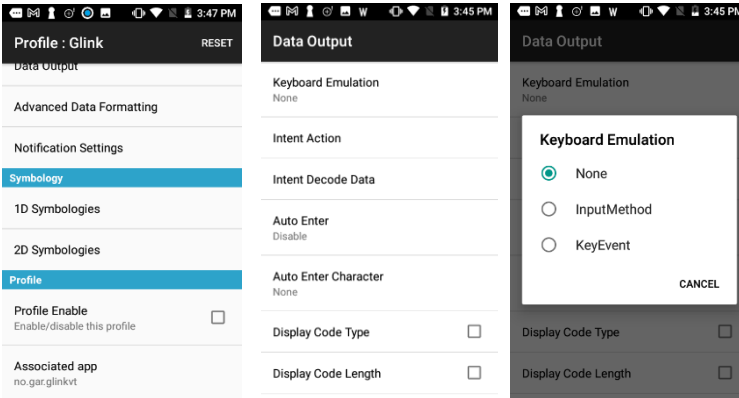 3:47 PM
Profile : Glink
RESET
Data Output
Advanced Data Formatting
Notification Settings
Symbology
1D Symbologies
2D Symbologies
Profile
Profile Enable
Enable/disable this profile
Associated app
no.gar.glinkvt
W
3:45 PM
Data Output
Keyboard Emulation
None
Intent Action
Intent Decode Data
Auto Enter
Disable
Auto Enter Character
None
Display Code Type
Display Code Length
W
3:45 PM
Data Output
Keyboard Emulation
None
Keyboard Emulation
None
InputMethod
KeyEvent
CANCEL
Display Code Type
Display Code Length